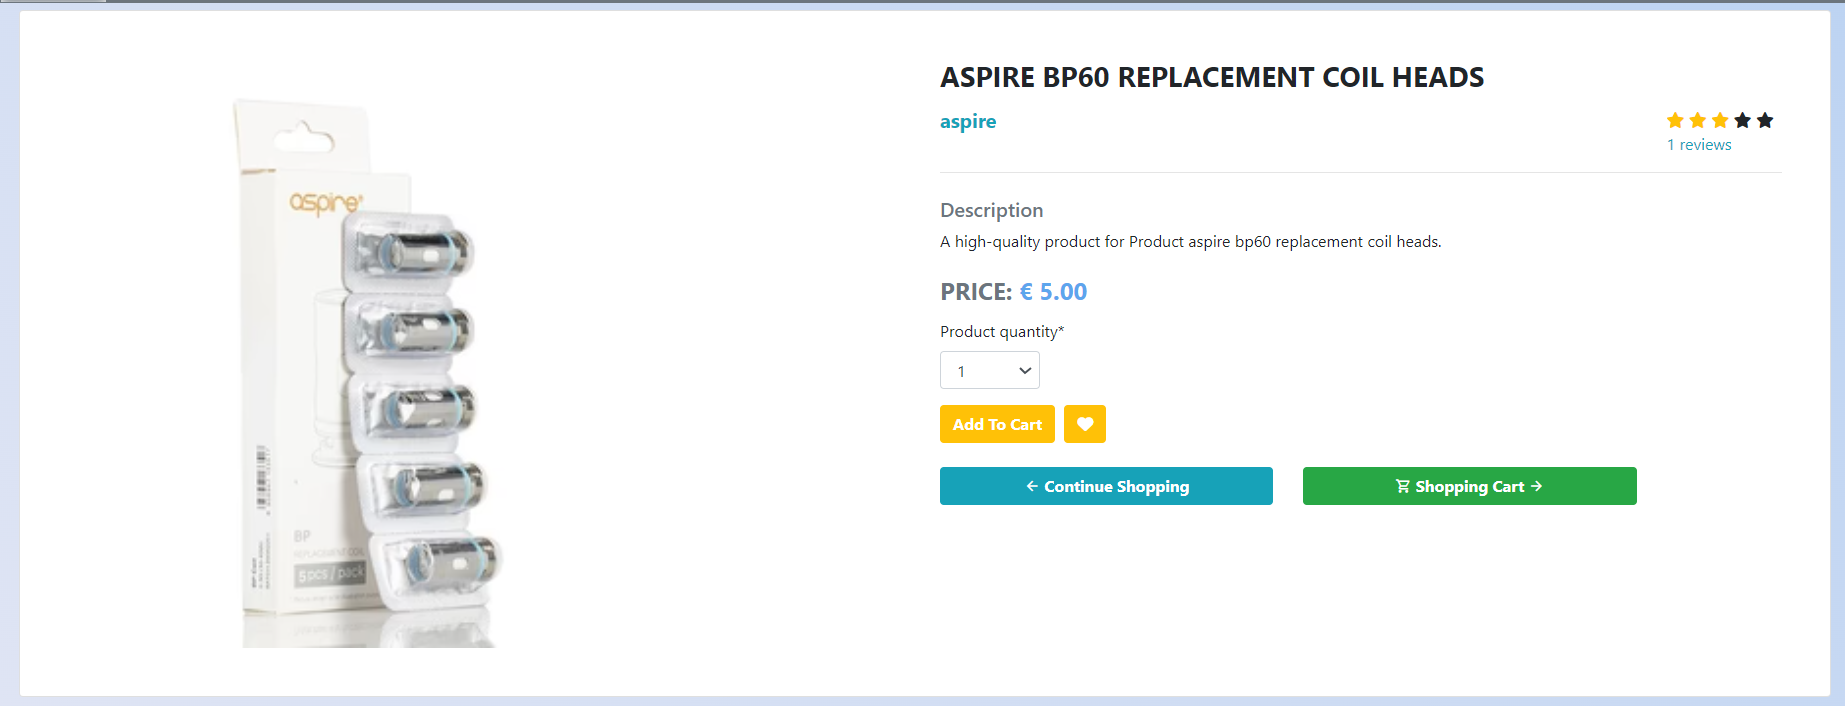 ASPIRE BP60 REPLACEMENT COIL HEADS
aspire
1 reviews
Description
A high-quality product for Product aspire bp60 replacement coil heads.
PRICE: € 5.00
Product quantity*
1
Add To Cart
← Continue Shopping
Shopping Cart →
aspire®
BP
REPLACEMENT COIL
5pcs / pack